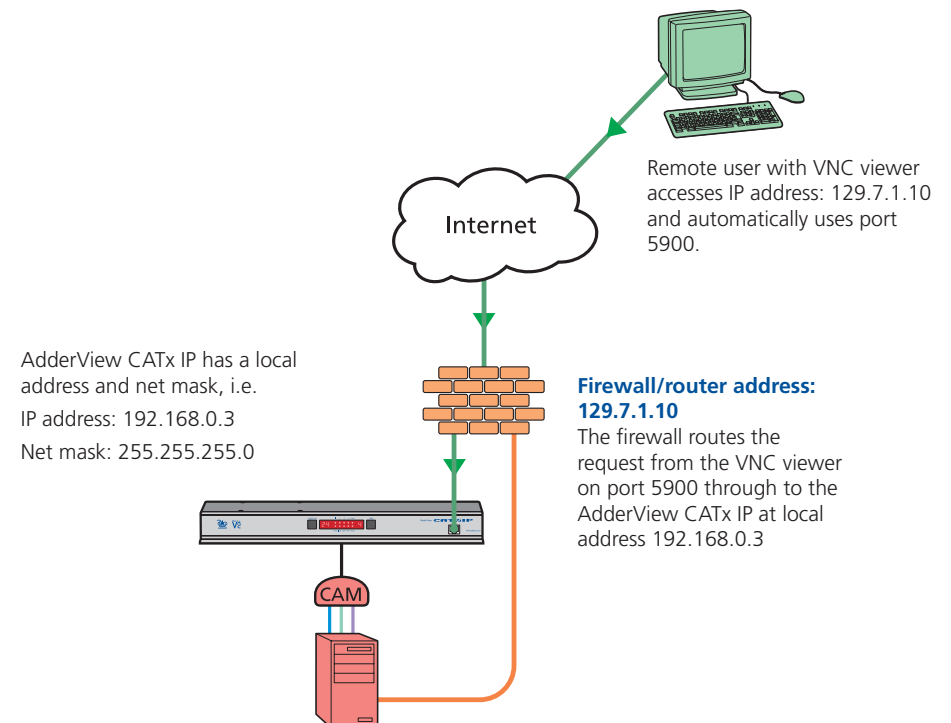 Remote user with VNC viewer
accesses IP address: 129.7.1.10
and automatically uses port
5900.
Internet
AdderView CATx IP has a local
address and net mask, i.e.
IP address: 192.168.0.3
Net mask: 255.255.255.0
Firewall/router address:
129.7.1.10
The firewall routes the
request from the VNC viewer
on port 5900 through to the
AdderView CATx IP at local
address 192.168.0.3
CAM